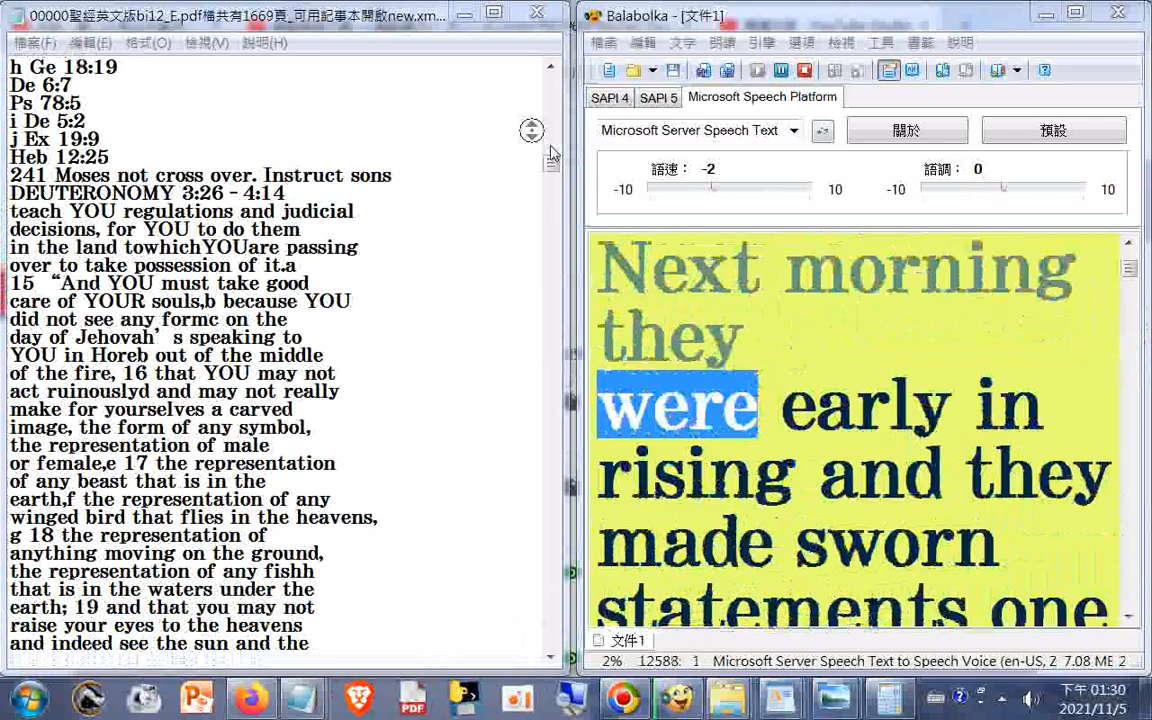 00000聖經英文版bi12_E.pdf檔共有1669頁_可用記事本開啟new.xm...
檔案(F) 編輯(E) 格式(O) 檢視(V) 說明(H)
h Ge 18:19
De 6:7
Ps 78:5
i De 5:2
j Ex 19:9
Heb 12:25
241 Moses not cross over. Instruct sons
DEUTERONOMY 3:26 - 4:14
teach YOU regulations and judicial
decisions, for YOU to do them
in the land towhichYOUare passing
over to take possession of it.a
15 “And YOU must take good
care of YOUR souls,b because YOU
did not see any formc on the
day of Jehovah’s speaking to
YOU in Horeb out of the middle
of the fire, 16 that YOU may not
act ruinouslyd and may not really
make for yourselves a carved
image, the form of any symbol,
the representation of male
or female,e 17 the representation
of any beast that is in the
earth,f the representation of any
winged bird that flies in the heavens,
g 18 the representation of
anything moving on the ground,
the representation of any fishh
that is in the waters under the
earth; 19 and that you may not
raise your eyes to the heavens
and indeed see the sun and the
Balabolka - [文件1]
檔案 編輯 文字 朗讀 引擎 選項 檢視 工具 書籤 說明
SAPI 4 SAPI 5 Microsoft Speech Platform
Microsoft Server Speech Text 關於 預設
語速： -2 語調： 0
-10 10 -10 10
Next morning
they
were early in
rising and they
made sworn
statements one
文件1
2% 12588: 1 Microsoft Server Speech Text to Speech Voice (en-US, Z 7.08 MB 2
下午 01:30
2021/11/5